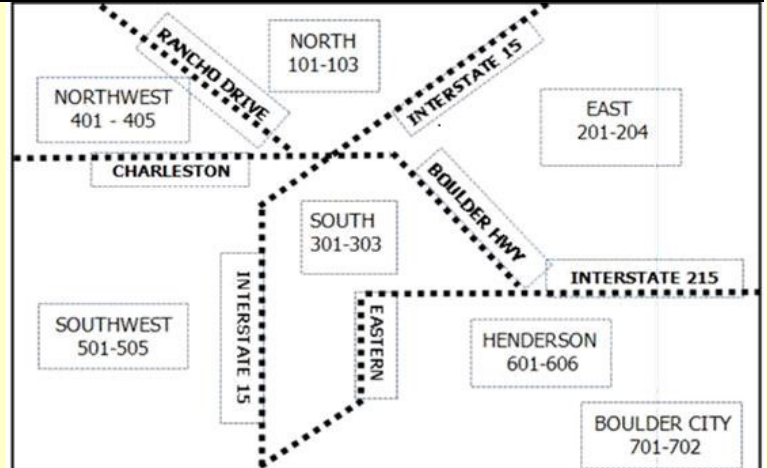 RANCHO DRIVE
NORTH
101-103
INTERSTATE 15
NORTHWEST
401 - 405
EAST
201-204
CHARLESTON
BOULDER HWY
SOUTH
301-303
INTERSTATE 15
INTERSTATE 215
EASTERN
SOUTHWEST
501-505
HENDERSON
601-606
BOULDER CITY
701-702